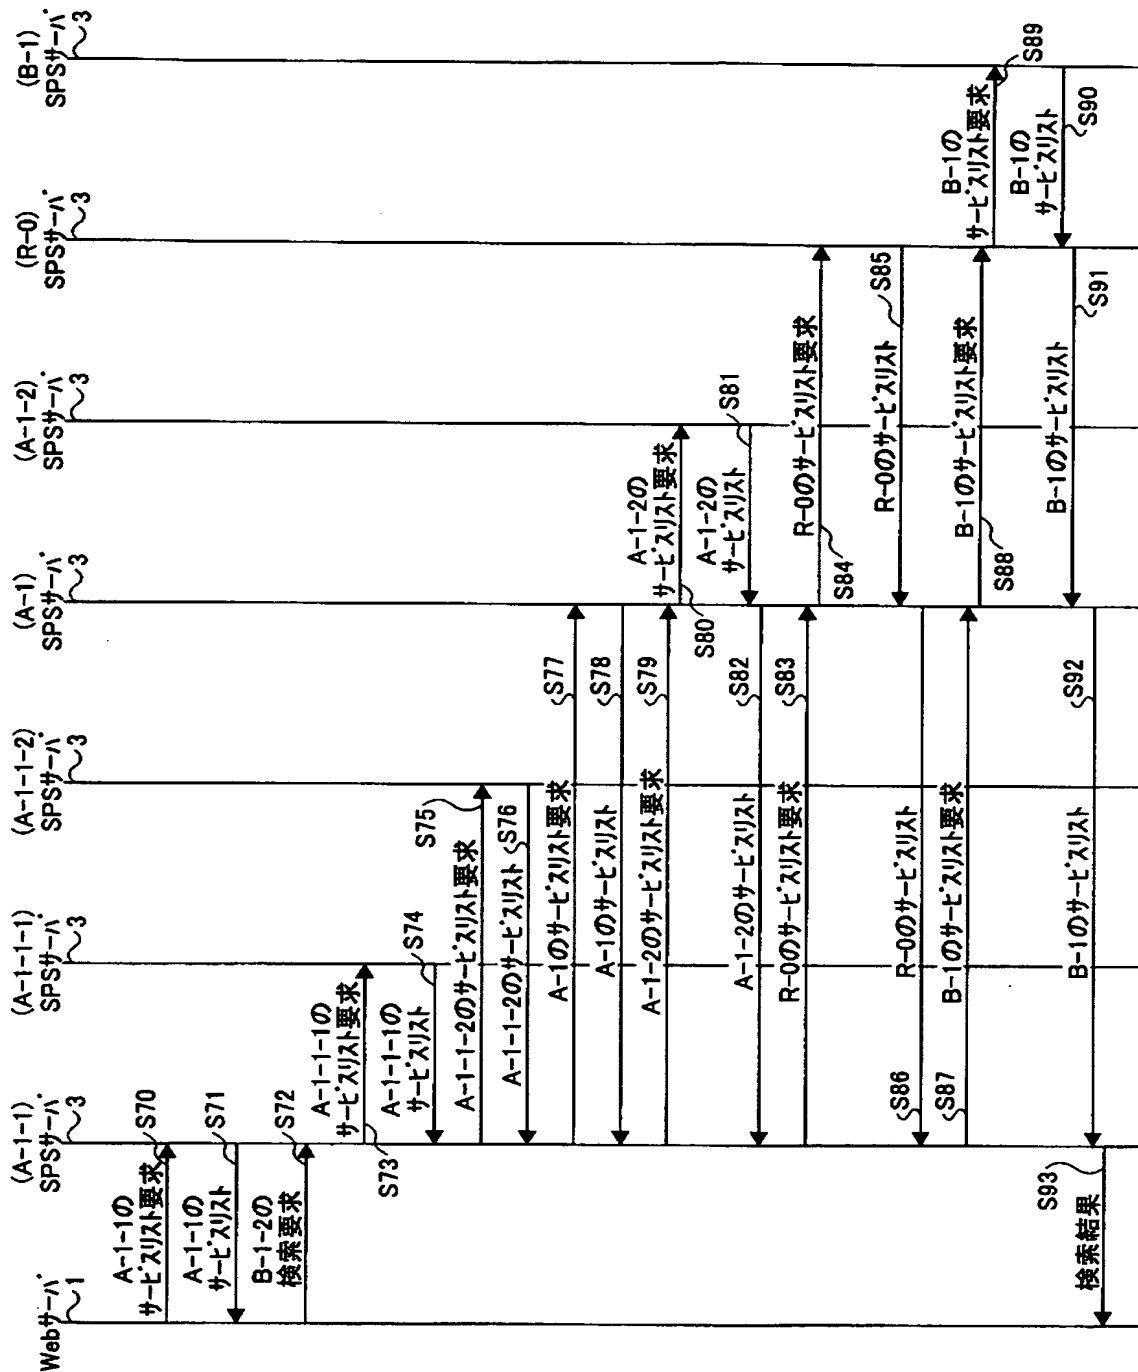 Webサーバ
1
(A-1-1)
SPSサーバ
3
(A-1-1-1)
SPSサーバ
3
(A-1-1-2)
SPSサーバ
3
(A-1)
SPSサーバ
3
(A-1-2)
SPSサーバ
3
(R-0)
SPSサーバ
3
(B-1)
SPSサーバ
3
A-1-1の
サービスリスト要求
S70
A-1-1の
サービスリスト
S71
B-1-2の
検索要求
S72
A-1-1-1の
サービスリスト要求
S73
A-1-1-1の
サービスリスト
S74
A-1-1-2のサービスリスト要求
S75
A-1-1-2のサービスリスト
S76
A-1のサービスリスト要求
S77
A-1のサービスリスト
S78
A-1-2のサービスリスト要求
S79
A-1-2の
サービスリスト要求
S80
A-1-2の
サービスリスト
S81
A-1-2のサービスリスト
S82
R-0のサービスリスト要求
S83
R-0のサービスリスト要求
S84
R-0のサービスリスト
S85
R-0のサービスリスト
S86
B-1のサービスリスト要求
S87
B-1のサービスリスト要求
S88
B-1の
サービスリスト要求
S89
B-1の
サービスリスト
S90
B-1のサービスリスト
S91
B-1のサービスリスト
S92
検索結果
S93